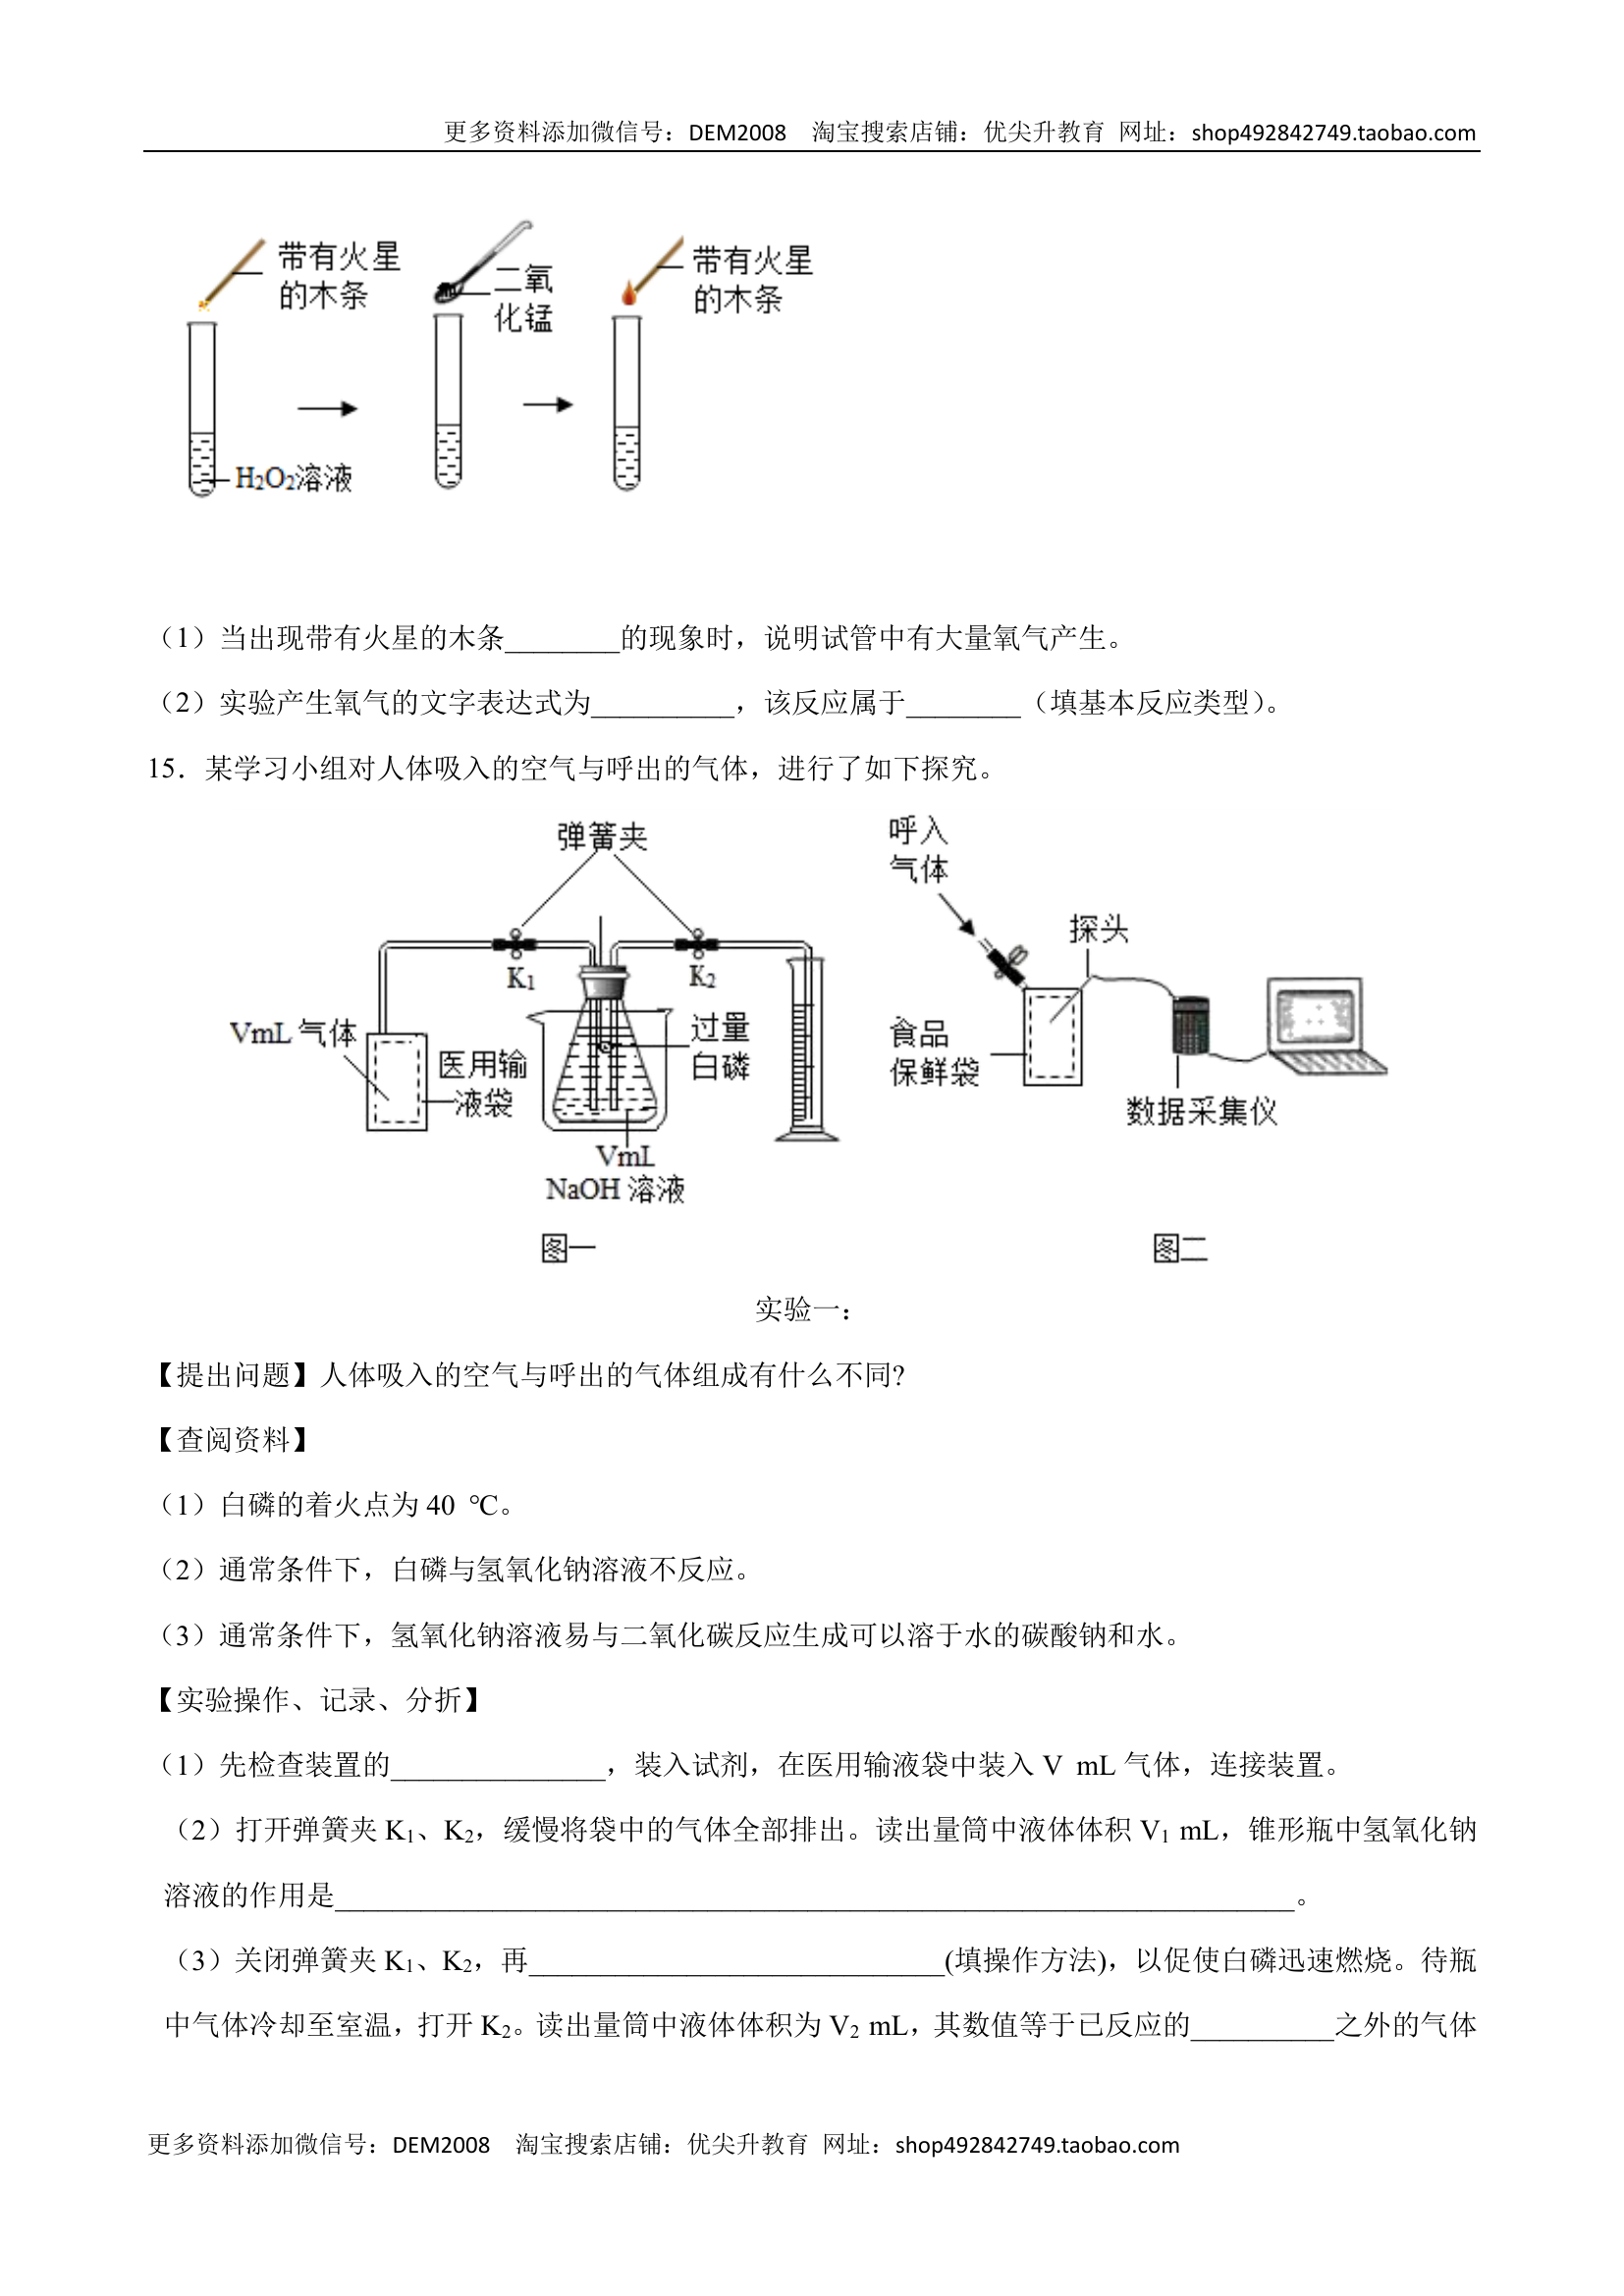 更多资料添加微信号：DEM2008 淘宝搜索店铺：优尖升教育 网址：shop492842749.taobao.com
带有火星
的木条
二氧
化锰
带有火星
的木条
H₂O₂溶液
（1）当出现带有火星的木条________的现象时，说明试管中有大量氧气产生。
（2）实验产生氧气的文字表达式为__________，该反应属于________（填基本反应类型）。
15．某学习小组对人体吸入的空气与呼出的气体，进行了如下探究。
弹簧夹
K₁
K₂
VmL 气体
医用输
液袋
过量
白磷
VmL
NaOH 溶液
图一
呼入
气体
探头
食品
保鲜袋
数据采集仪
图二
实验一：
【提出问题】人体吸入的空气与呼出的气体组成有什么不同?
【查阅资料】
（1）白磷的着火点为 40 ℃。
（2）通常条件下，白磷与氢氧化钠溶液不反应。
（3）通常条件下，氢氧化钠溶液易与二氧化碳反应生成可以溶于水的碳酸钠和水。
【实验操作、记录、分折】
（1）先检查装置的_______________，装入试剂，在医用输液袋中装入 V mL 气体，连接装置。
（2）打开弹簧夹 K₁、K₂，缓慢将袋中的气体全部排出。读出量筒中液体体积 V₁ mL，锥形瓶中氢氧化钠
溶液的作用是___________________________________________________________________。
（3）关闭弹簧夹 K₁、K₂，再_____________________________(填操作方法)，以促使白磷迅速燃烧。待瓶
中气体冷却至室温，打开 K₂。读出量筒中液体体积为 V₂ mL，其数值等于已反应的__________之外的气体
更多资料添加微信号：DEM2008 淘宝搜索店铺：优尖升教育 网址：shop492842749.taobao.com